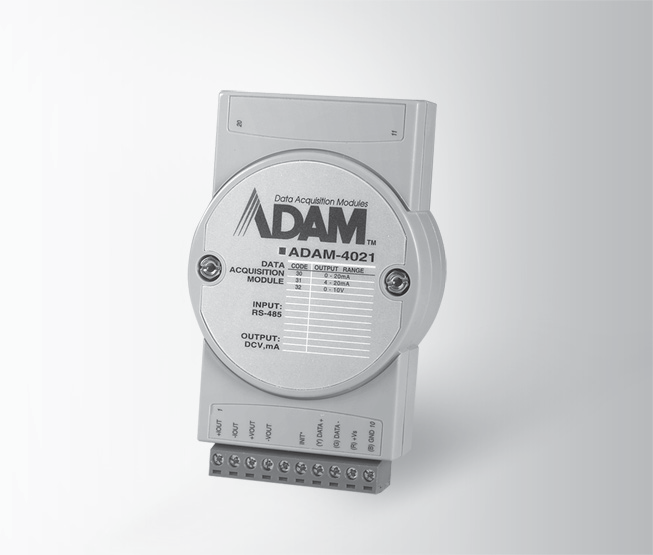 20
11
Data Acquisition Modules
ADAM TM
■ ADAM-4021
DATA ACQUISITION MODULE
CODE OUTPUT RANGE
30 0 - 20mA
31 4 - 20mA
32 0 - 10V
INPUT:
RS-485
OUTPUT:
DCV,mA
1
+IOUT
-IOUT
+VOUT
-VOUT
INIT*
(Y) DATA +
(G) DATA -
(R) +Vs
(B) GND 10